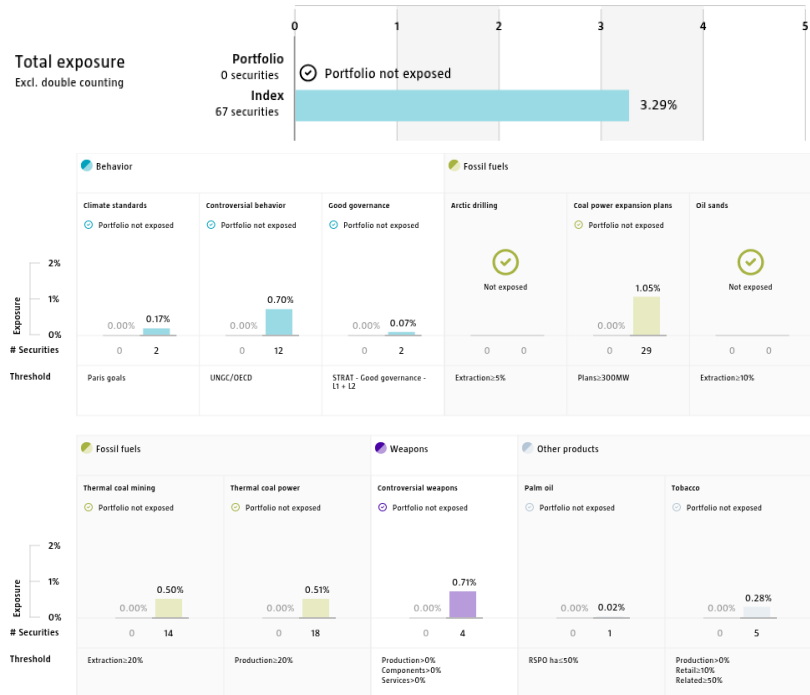 0 1 2 3 4 5
Total exposure
Excl. double counting
Portfolio
0 securities
Portfolio not exposed
Index
67 securities
3.29%
Behavior
Fossil fuels
Climate standards Controversial behavior Good governance Arctic drilling Coal power expansion plans Oil sands
Portfolio not exposed Portfolio not exposed Portfolio not exposed Portfolio not exposed
Not exposed Not exposed
2%
1%
0%
Exposure
0.00% 0.17% 0.00% 0.70% 0.00% 0.07% 0.00% 1.05%
# Securities 0 2 0 12 0 2 0 0 0 29 0 0
Threshold Paris goals UNGC/OECD STRAT - Good governance - Extraction≥5% Plans≥300MW Extraction≥10%
L1 + L2
Fossil fuels Weapons Other products
Thermal coal mining Thermal coal power Controversial weapons Palm oil Tobacco
Portfolio not exposed Portfolio not exposed Portfolio not exposed Portfolio not exposed Portfolio not exposed
2%
1%
0%
Exposure
0.00% 0.50% 0.00% 0.51% 0.00% 0.71% 0.00% 0.02% 0.00% 0.28%
# Securities 0 14 0 18 0 4 0 1 0 5
Threshold Extraction≥20% Production≥20% Production>0% RSPO ha≤50% Production>0%
Components>0% Retail≥10%
Services>0% Related≥50%